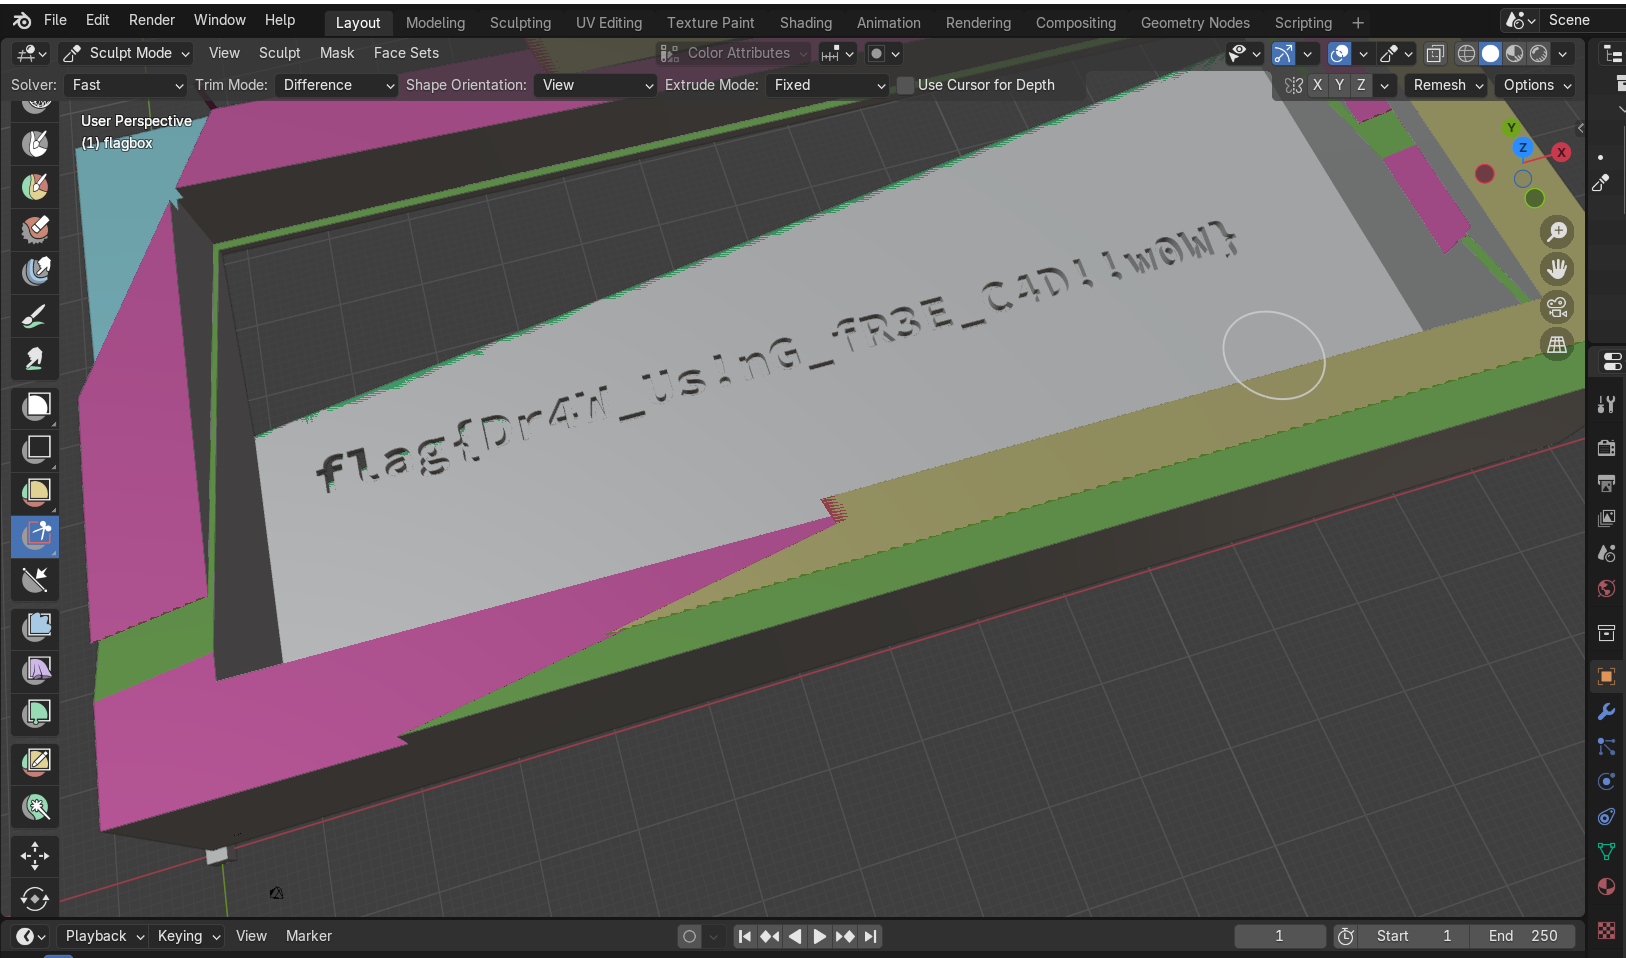 File Edit Render Window Help Layout Modeling Sculpting UV Editing Texture Paint Shading Animation Rendering Compositing Geometry Nodes Scripting + Scene
Sculpt Mode View Sculpt Mask Face Sets Color Attributes
Solver: Fast Trim Mode: Difference Shape Orientation: View Extrude Mode: Fixed Use Cursor for Depth X Y Z Remesh Options
User Perspective
(1) flagbox
Y
Z X
flag{Dr4W_Us!nG_fR3E_C4D!!w0W}
Playback Keying View Marker 1 Start 1 End 250